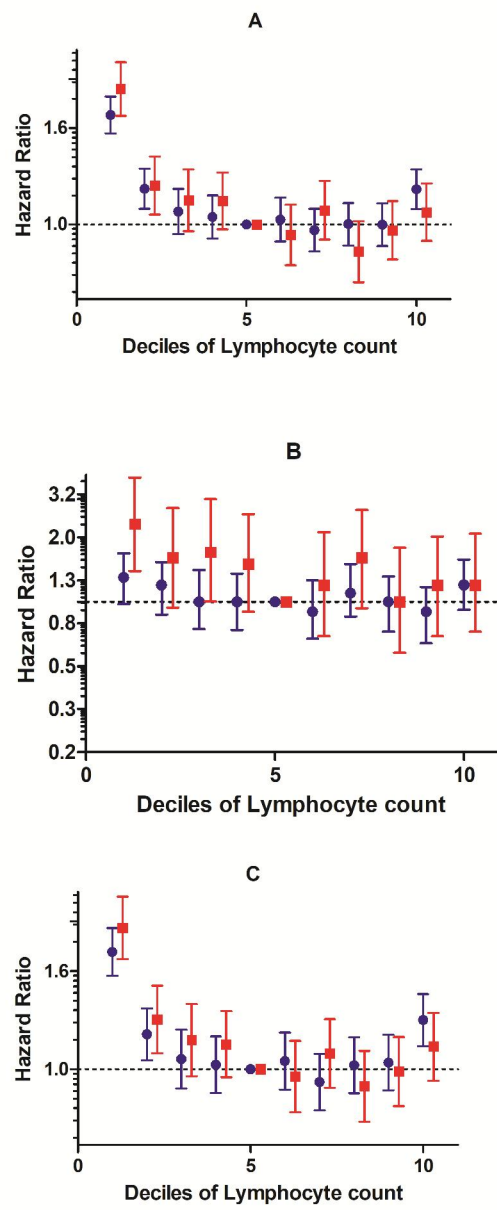 A
Hazard Ratio
1.6
1.0
0 5 10
Deciles of Lymphocyte count
B
Hazard Ratio
3.2
2.0
1.3
0.8
0.5
0.3
0.2
0 5 10
Deciles of Lymphocyte count
C
Hazard Ratio
1.6
1.0
0 5 10
Deciles of Lymphocyte count